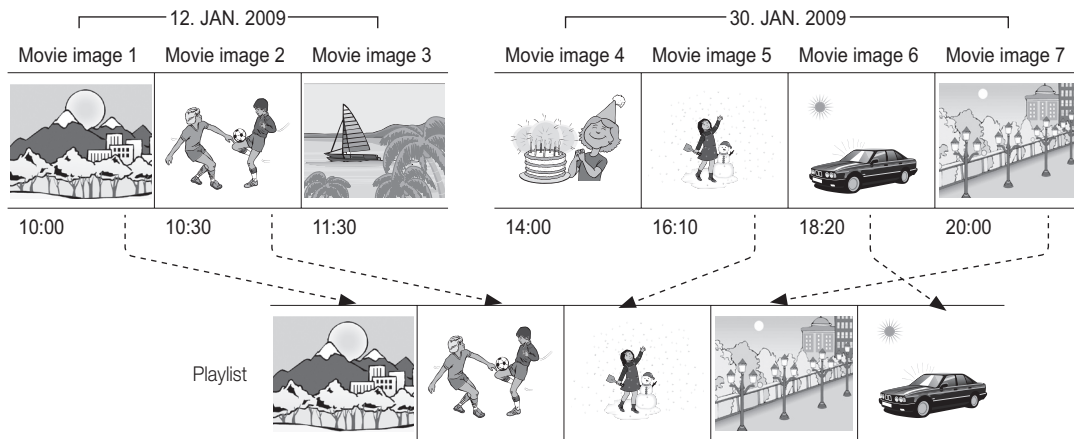 12. JAN. 2009 30. JAN. 2009
Movie image 1 Movie image 2 Movie image 3 Movie image 4 Movie image 5 Movie image 6 Movie image 7
10:00 10:30 11:30 14:00 16:10 18:20 20:00
Playlist